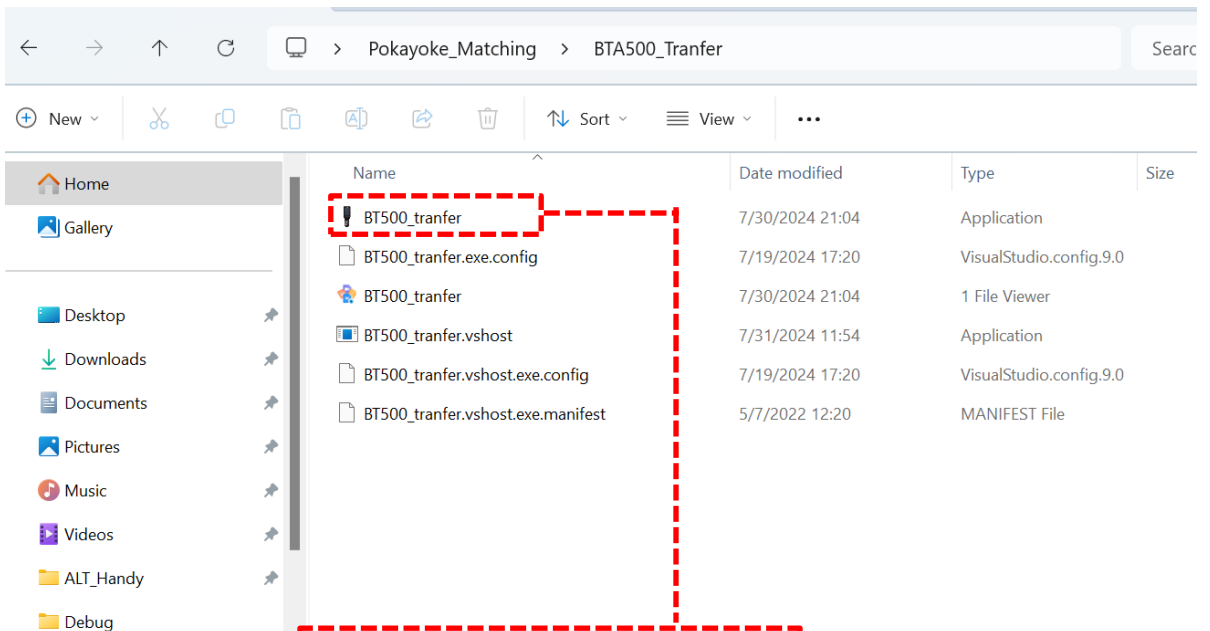 Pokayoke_Matching > BTA500_Tranfer
New Sort View
Name Date modified Type Size
Home
Gallery
Desktop
Downloads
Documents
Pictures
Music
Videos
ALT_Handy
Debug
BT500_tranfer 7/30/2024 21:04 Application
BT500_tranfer.exe.config 7/19/2024 17:20 VisualStudio.config.9.0
BT500_tranfer 7/30/2024 21:04 1 File Viewer
BT500_tranfer.vshost 7/31/2024 11:54 Application
BT500_tranfer.vshost.exe.config 7/19/2024 17:20 VisualStudio.config.9.0
BT500_tranfer.vshost.exe.manifest 5/7/2022 12:20 MANIFEST File